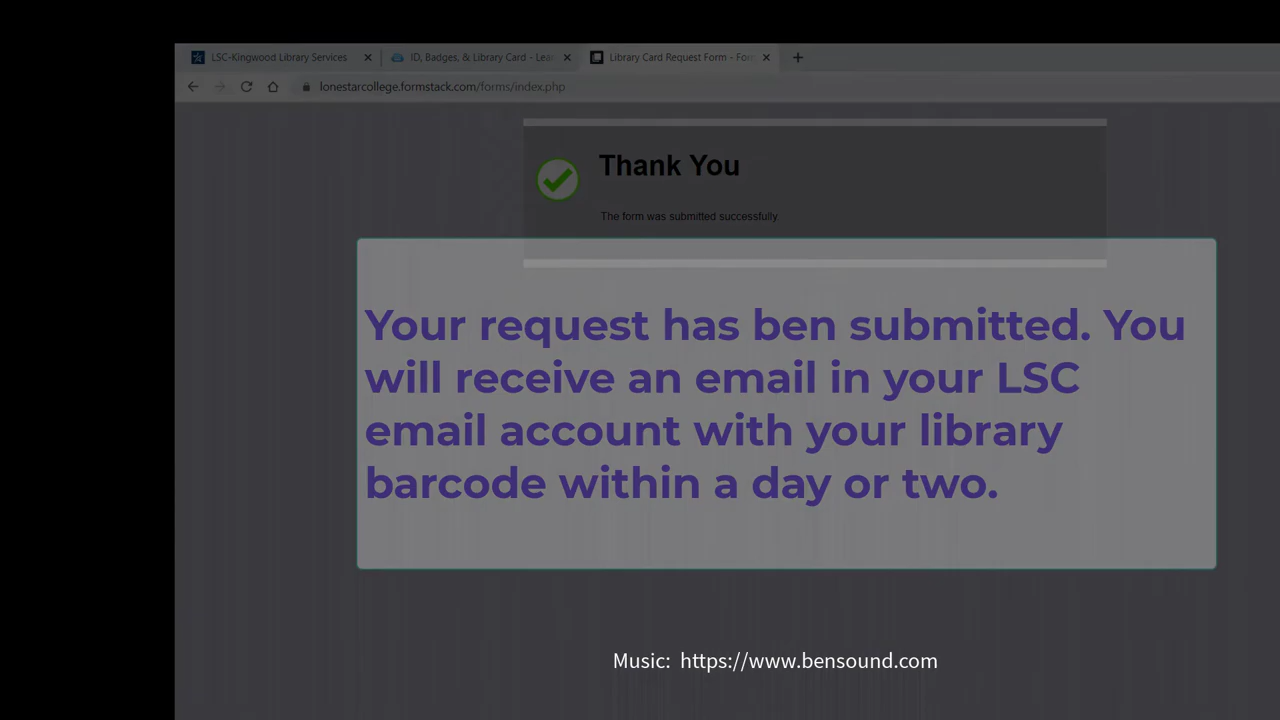 LSC-Kingwood Library Services
ID, Badges, & Library Card - Lea
Library Card Request Form - For
lonestarcollege.formstack.com/forms/index.php
Thank You
The form was submitted successfully.
Your request has ben submitted. You
will receive an email in your LSC
email account with your library
barcode within a day or two.
Music: https://www.bensound.com